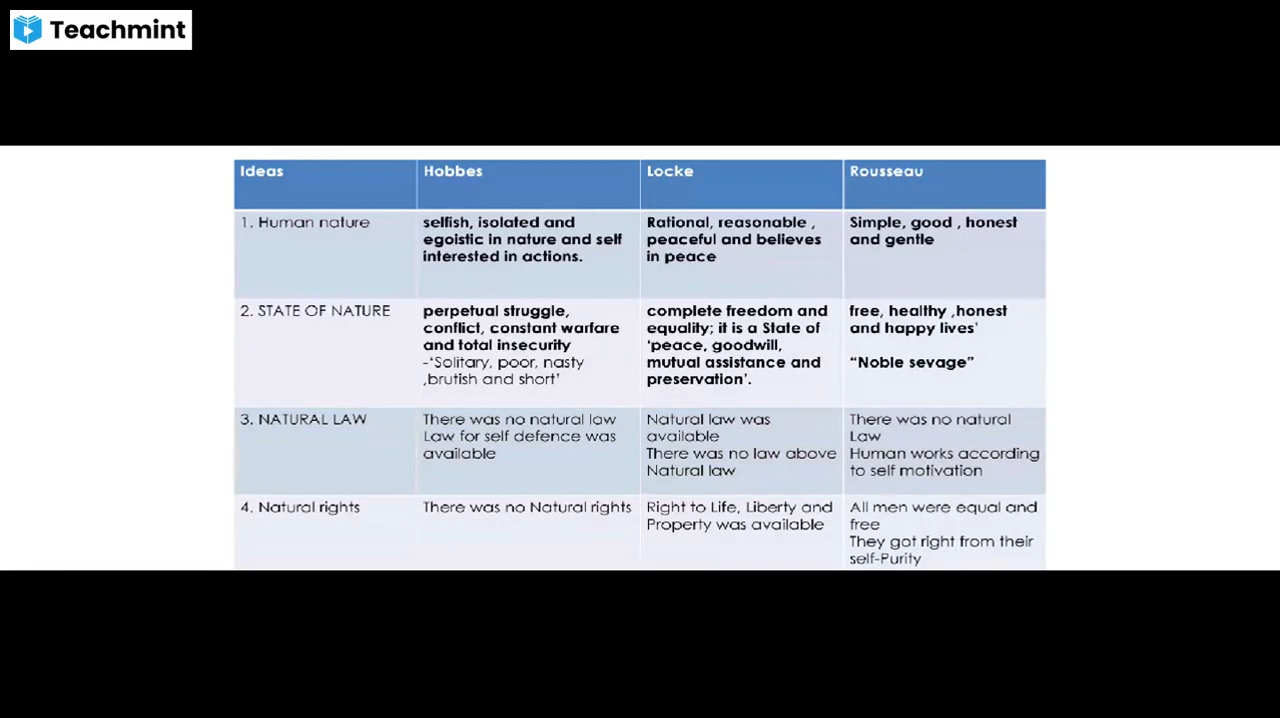 Teachmint
Ideas
Hobbes
Locke
Rousseau
1. Human nature
selfish, isolated and
egoistic in nature and self
interested in actions.
Rational, reasonable ,
peaceful and believes
in peace
Simple, good , honest
and gentle
2. STATE OF NATURE
perpetual struggle,
conflict, constant warfare
and total insecurity
-‘Solitary, poor, nasty
,brutish and short’
complete freedom and
equality; it is a State of
‘peace, goodwill,
mutual assistance and
preservation’.
free, healthy ,honest
and happy lives’
“Noble sevage”
3. NATURAL LAW
There was no natural law
Law for self defence was
available
Natural law was
available
There was no law above
Natural law
There was no natural
Law
Human works according
to self motivation
4. Natural rights
There was no Natural rights
Right to Life, Liberty and
Property was available
All men were equal and
free
They got right from their
self-Purity